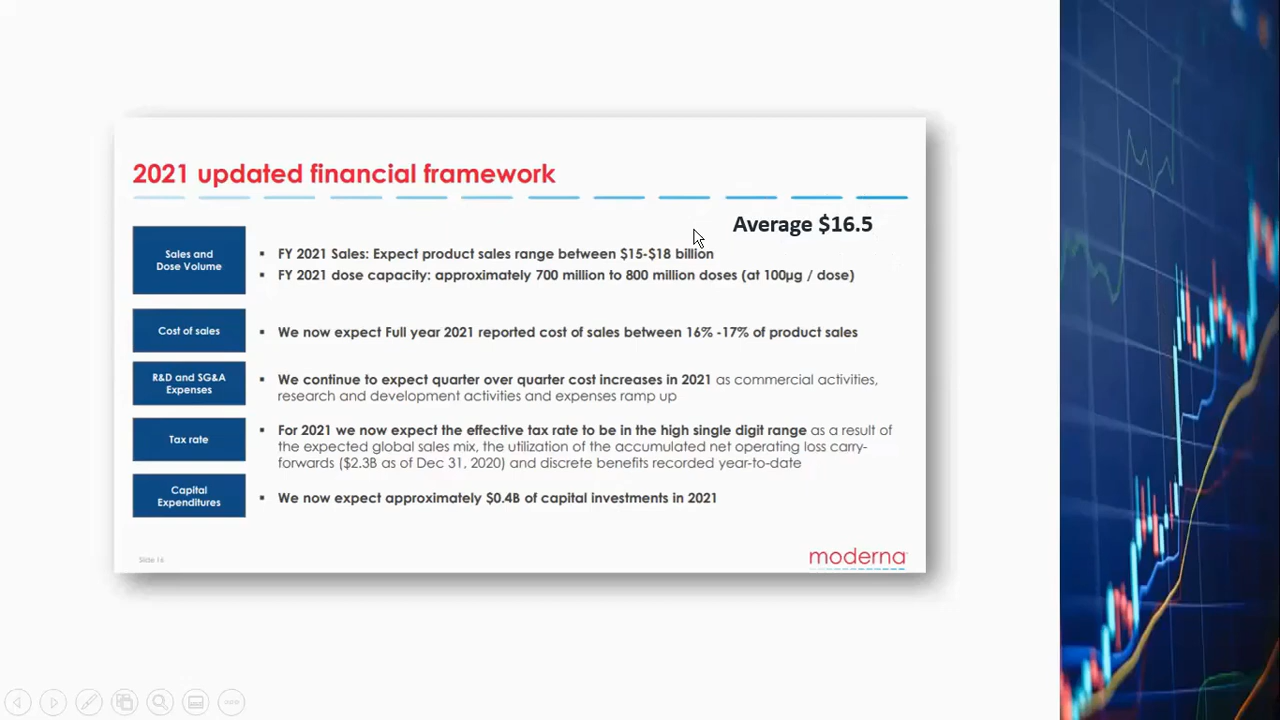 2021 updated financial framework
Average $16.5
Sales and
Dose Volume
▪ FY 2021 Sales: Expect product sales range between $15-$18 billion
▪ FY 2021 dose capacity: approximately 700 million to 800 million doses (at 100µg / dose)
Cost of sales
▪ We now expect Full year 2021 reported cost of sales between 16% -17% of product sales
R&D and SG&A
Expenses
▪ We continue to expect quarter over quarter cost increases in 2021 as commercial activities,
research and development activities and expenses ramp up
Tax rate
▪ For 2021 we now expect the effective tax rate to be in the high single digit range as a result of
the expected global sales mix, the utilization of the accumulated net operating loss carry-
forwards ($2.3B as of Dec 31, 2020) and discrete benefits recorded year-to-date
Capital
Expenditures
▪ We now expect approximately $0.4B of capital investments in 2021
Slide 16
moderna